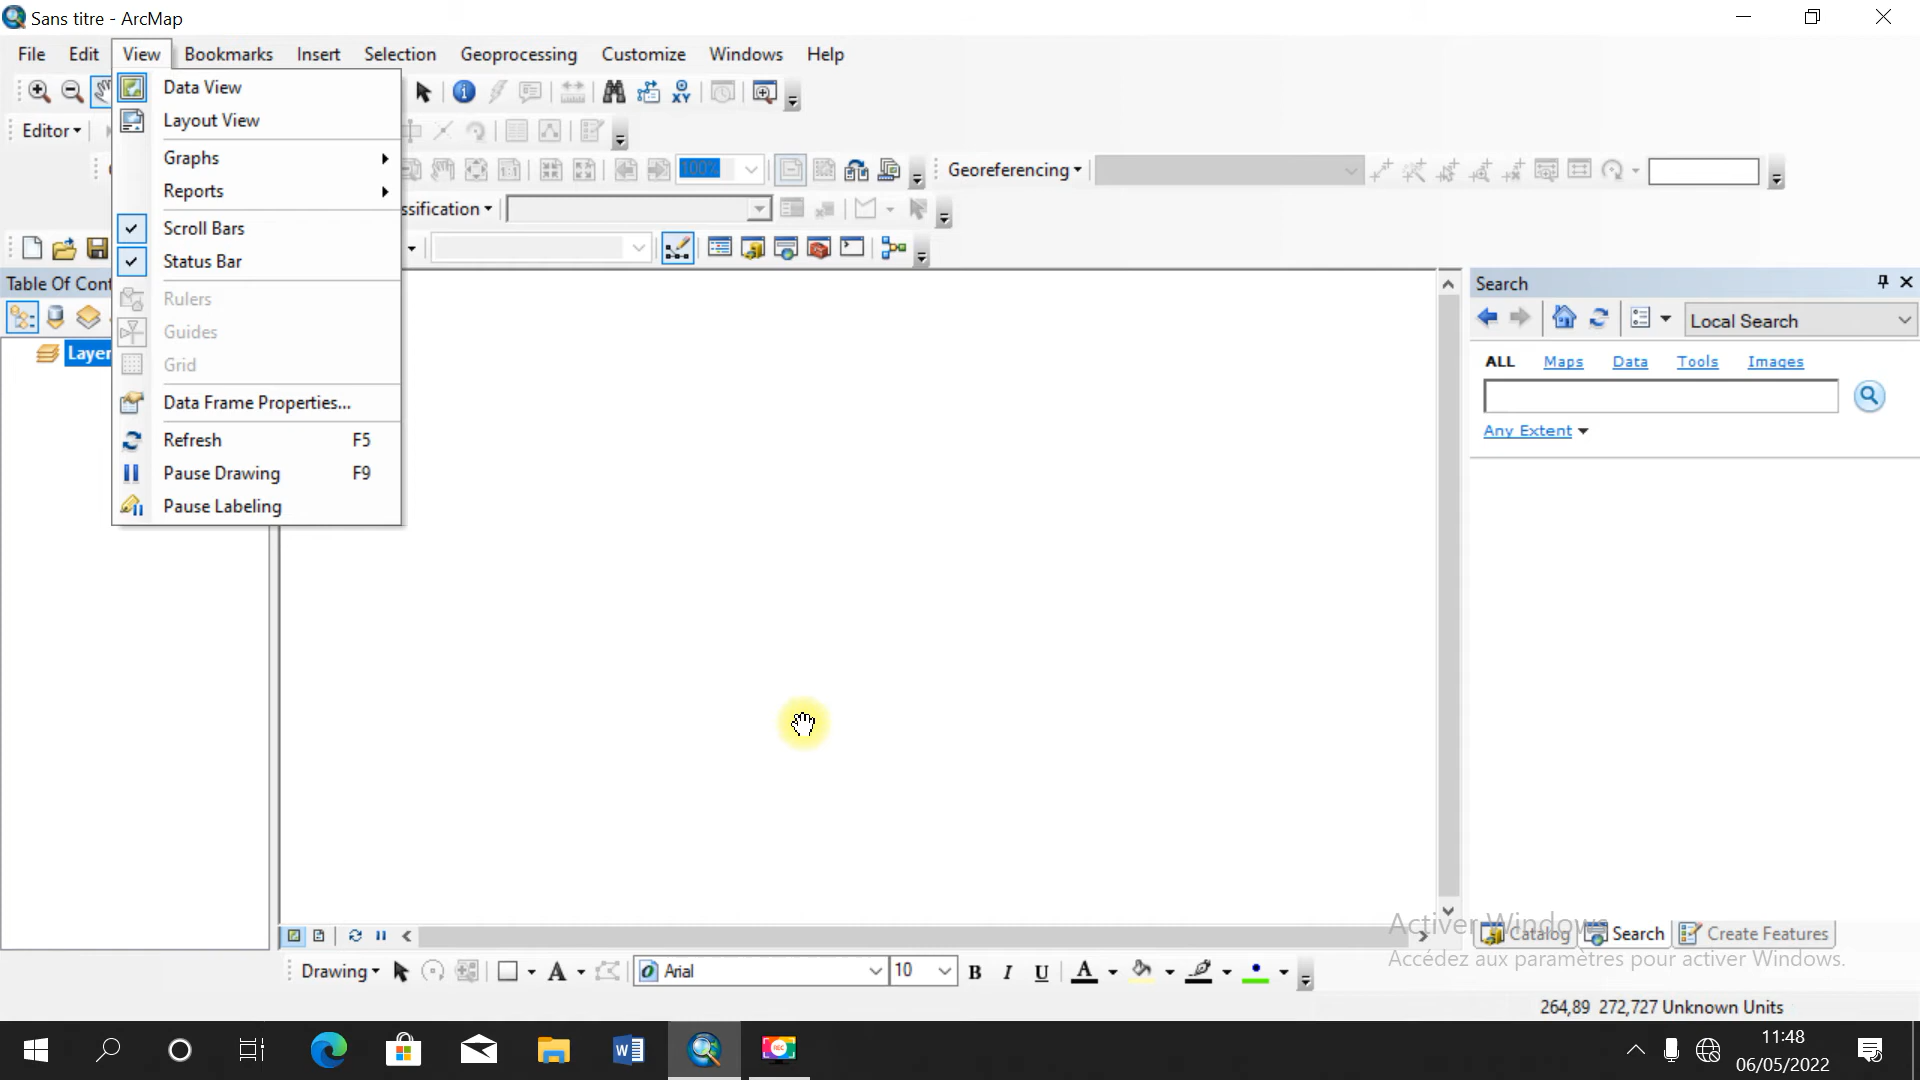 Sans titre - ArcMap
File Edit View Bookmarks Insert Selection Geoprocessing Customize Windows Help
Data View
Layout View
Graphs
Reports
Scroll Bars
Status Bar
Rulers
Guides
Grid
Data Frame Properties...
Refresh F5
Pause Drawing F9
Pause Labeling
Editor
100%
Georeferencing
ssification
Table Of Cont
Layer
Search
Local Search
ALL Maps Data Tools Images
Any Extent
Activer Windows
Accédez aux paramètres pour activer Windows.
Catalog Search Create Features
Drawing A Arial 10 B I U A
264,89 272,727 Unknown Units
REC
11:48
06/05/2022